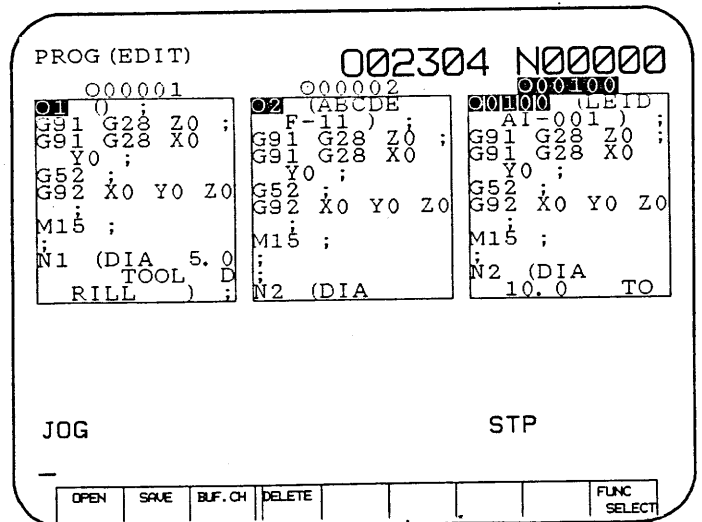 PROG (EDIT)
O02304 N00000
O00001
O1 () ;
G91 G28 Z0 ;
G91 G28 X0
Y0 ;
G52 ;
G92 X0 Y0 Z0
;
M15 ;
;
N1 (DIA 5.0
TOOL D
RILL ) ;
O00002
O2 (ABCDE
F-11 ) ;
G91 G28 Z0 ;
G91 G28 X0
Y0 ;
G52 ;
G92 X0 Y0 Z0
;
M15 ;
;
;
N2 (DIA
O00100
O0100 (LEID
AI-001 ) ;
G91 G28 Z0 ;
G91 G28 X0
Y0 ;
G52 ;
G92 X0 Y0 Z0
;
M15 ;
;
N2 (DIA
10.0 TO
JOG
STP
_
OPEN
SAVE
BUF.CH
DELETE
FUNC
SELECT